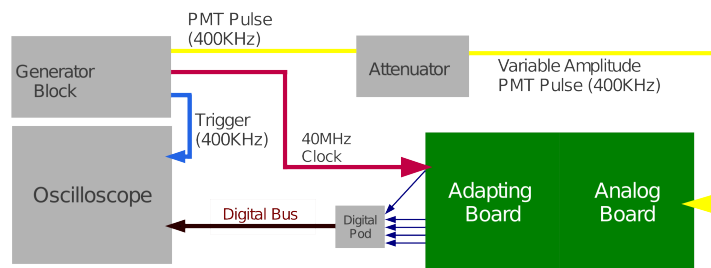 PMT Pulse
(400KHz)
Generator
Block
Attenuator
Variable Amplitude
PMT Pulse (400KHz)
Trigger
(400KHz)
40MHz
Clock
Oscilloscope
Digital Bus
Digital
Pod
Adapting
Board
Analog
Board